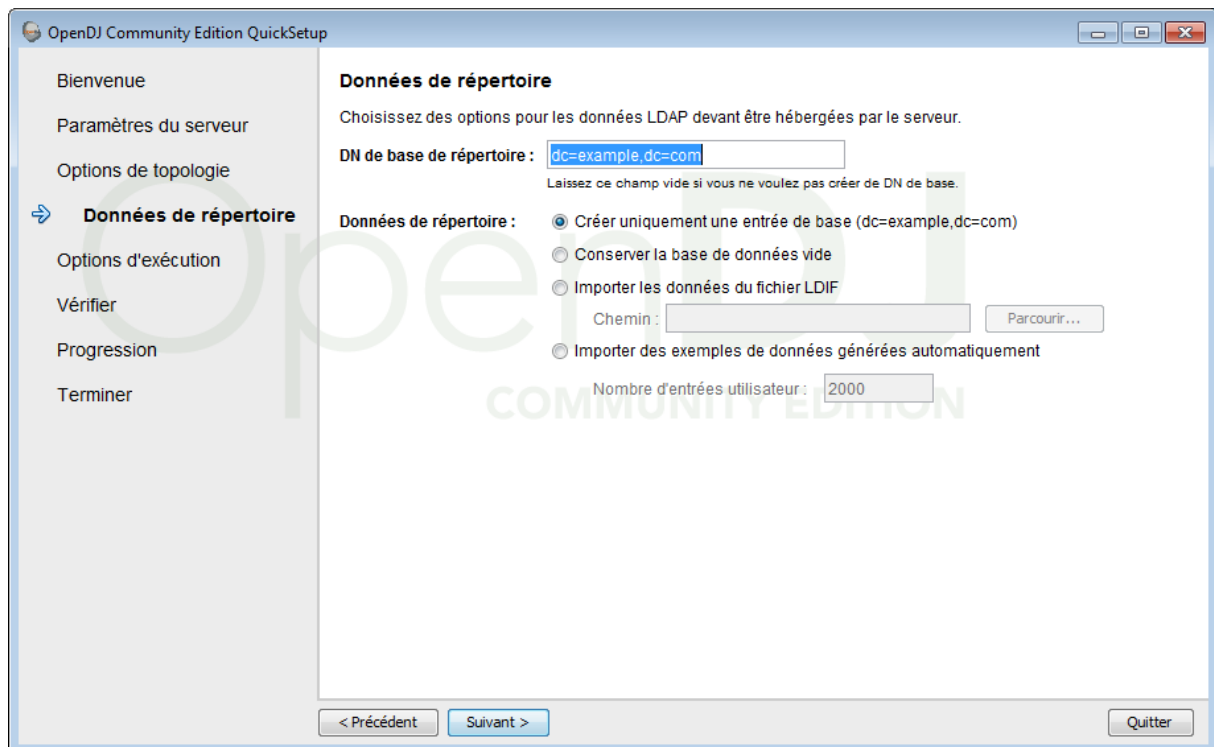 OpenDJ Community Edition QuickSetup
Bienvenue
Paramètres du serveur
Options de topologie
Données de répertoire
Options d'exécution
Vérifier
Progression
Terminer
Données de répertoire
Choisissez des options pour les données LDAP devant être hébergées par le serveur.
DN de base de répertoire : dc=example,dc=com
Laissez ce champ vide si vous ne voulez pas créer de DN de base.
Données de répertoire : Créer uniquement une entrée de base (dc=example,dc=com)
Conserver la base de données vide
Importer les données du fichier LDIF
Chemin : Parcourir...
Importer des exemples de données générées automatiquement
Nombre d'entrées utilisateur : 2000
OpenDJ
COMMUNITY EDITION
< Précédent Suivant > Quitter